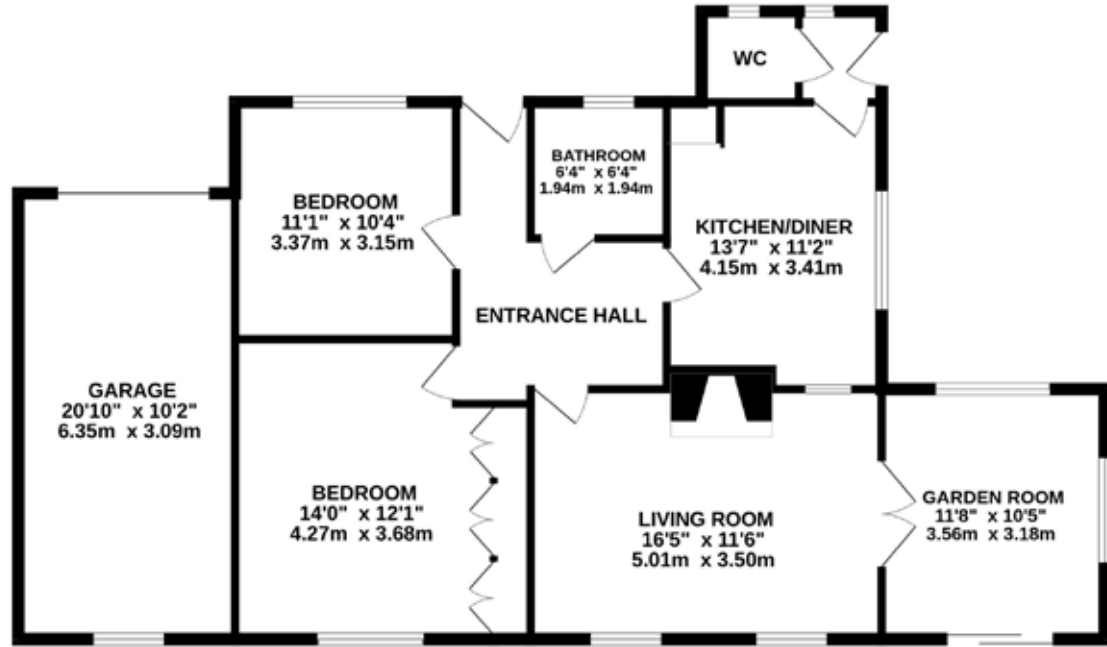 WC
BATHROOM
6'4" x 6'4"
1.94m x 1.94m
BEDROOM
11'1" x 10'4"
3.37m x 3.15m
KITCHEN/DINER
13'7" x 11'2"
4.15m x 3.41m
ENTRANCE HALL
GARAGE
20'10" x 10'2"
6.35m x 3.09m
BEDROOM
14'0" x 12'1"
4.27m x 3.68m
LIVING ROOM
16'5" x 11'6"
5.01m x 3.50m
GARDEN ROOM
11'8" x 10'5"
3.56m x 3.18m